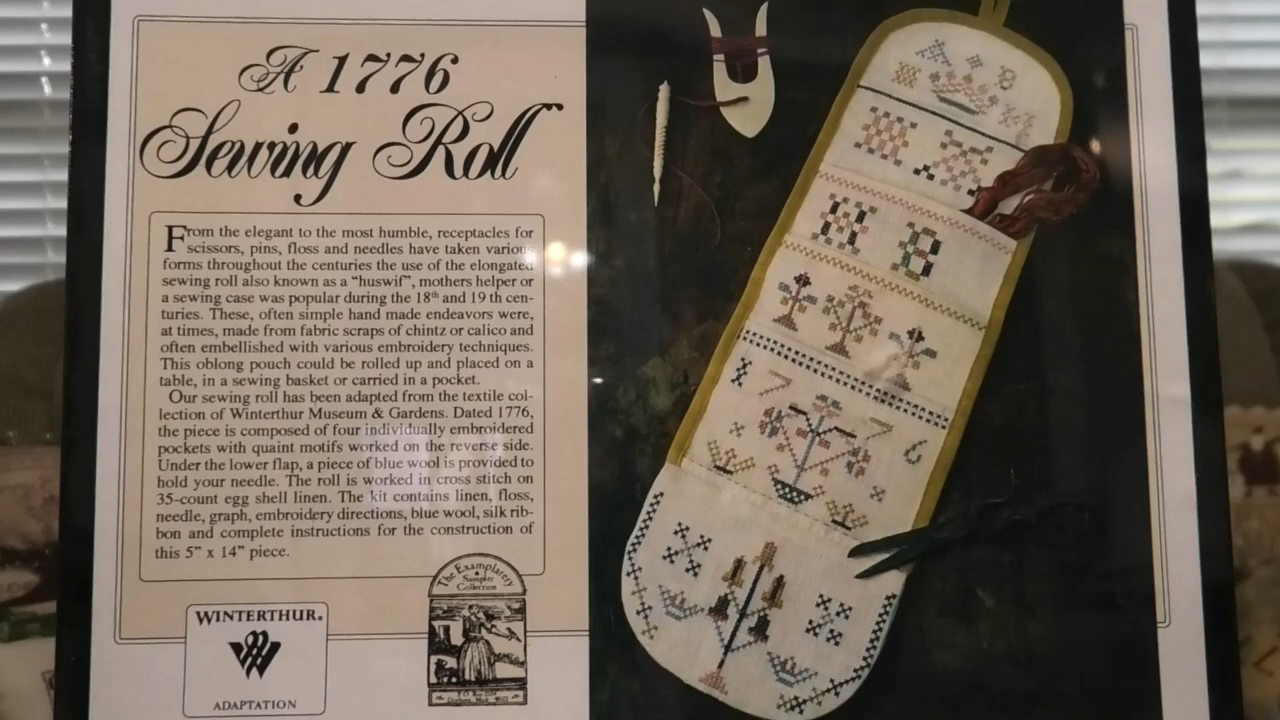 A 1776
Sewing Roll
From the elegant to the most humble, receptacles for
scissors, pins, floss and needles have taken various
forms throughout the centuries the use of the elongated
sewing roll also known as a “huswif”, mothers helper or
a sewing case was popular during the 18th and 19 th cen-
turies. These, often simple hand made endeavors were,
at times, made from fabric scraps of chintz or calico and
often embellished with various embroidery techniques.
This oblong pouch could be rolled up and placed on a
table, in a sewing basket or carried in a pocket.
Our sewing roll has been adapted from the textile col-
lection of Winterthur Museum & Gardens. Dated 1776,
the piece is composed of four individually embroidered
pockets with quaint motifs worked on the reverse side.
Under the lower flap, a piece of blue wool is provided to
hold your needle. The roll is worked in cross stitch on
35-count egg shell linen. The kit contains linen, floss,
needle, graph, embroidery directions, blue wool, silk rib-
bon and complete instructions for the construction of
this 5” x 14” piece.
WINTERTHUR®
ADAPTATION
The Examplarery
Sampler
Collection
P.O. Box
A B
M B
1 7 7 6